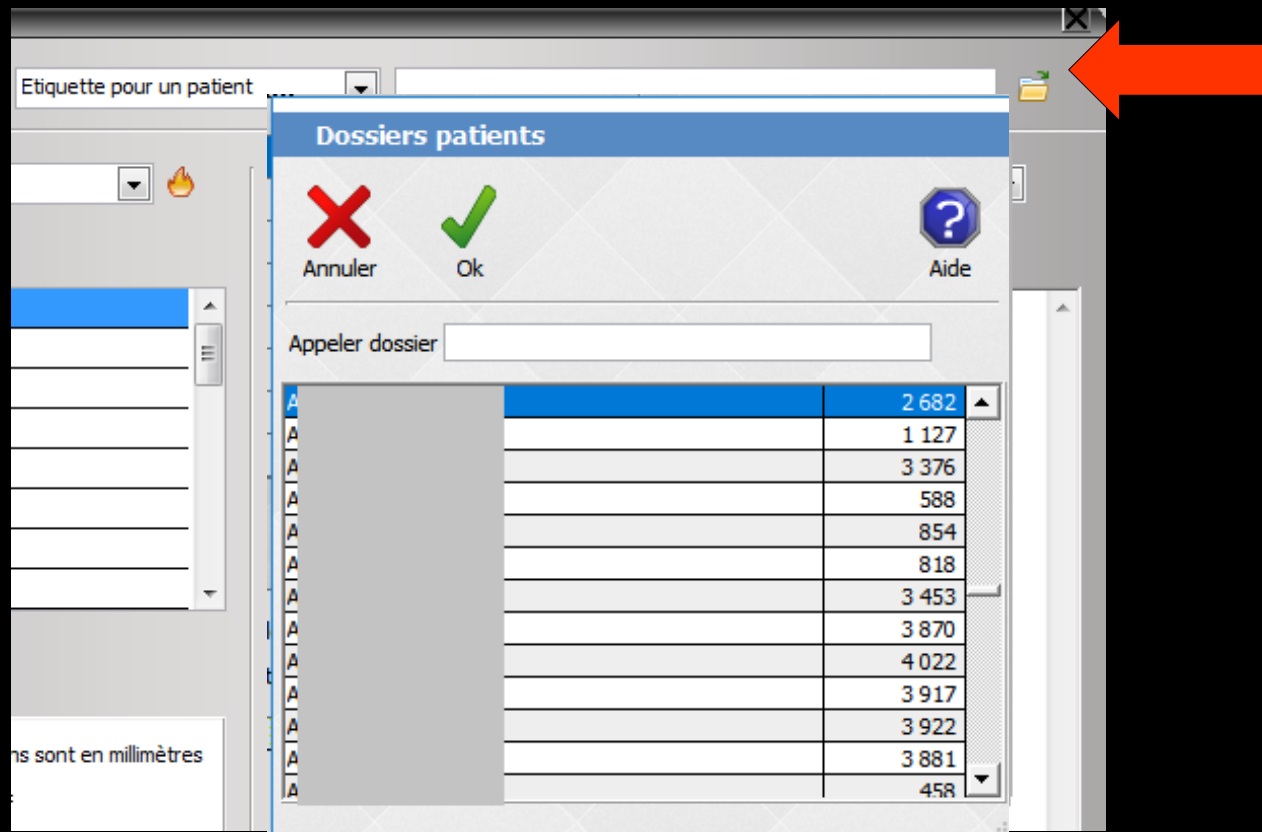 Etiquette pour un patient
Dossiers patients
Annuler
Ok
Aide
Appeler dossier
A 2 682
A 1 127
A 3 376
A 588
A 854
A 818
A 3 453
A 3 870
A 4 022
A 3 917
A 3 922
A 3 881
A 458
sont en millimètres